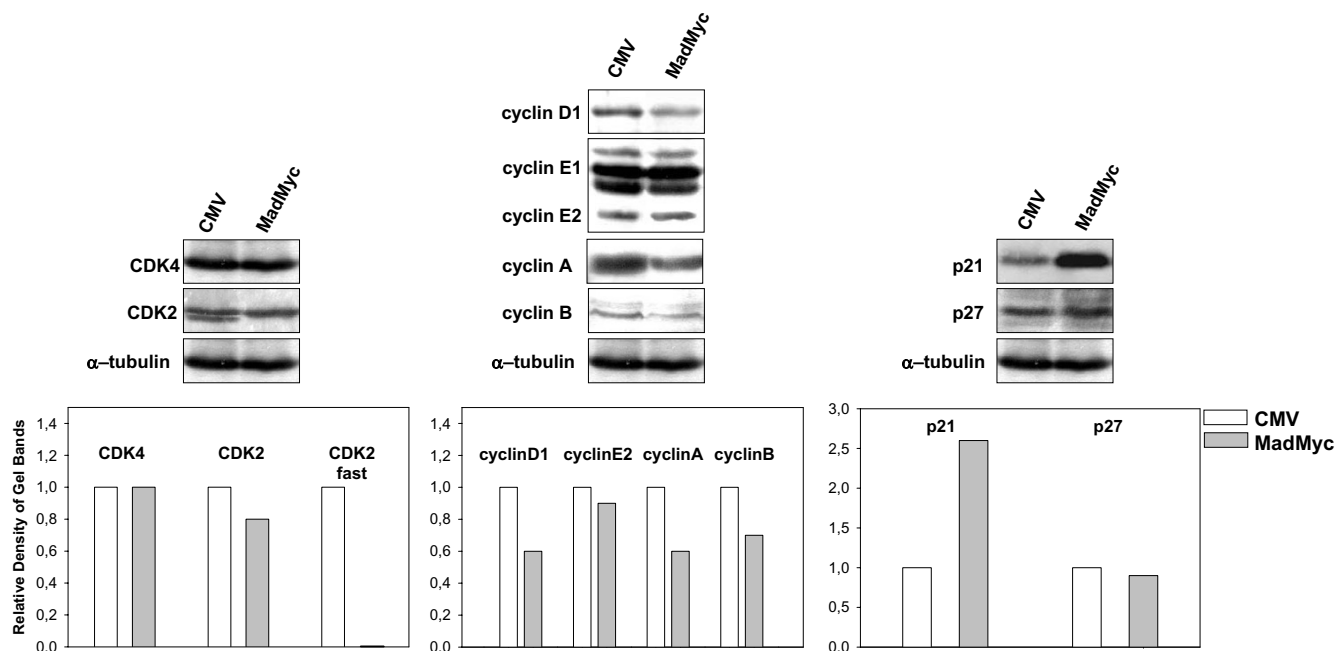 CMV
MadMyc
CDK4
CDK2
α–tubulin
CMV
MadMyc
cyclin D1
cyclin E1
cyclin E2
cyclin A
cyclin B
CMV
MadMyc
p21
p27
α–tubulin
Relative Density of Gel Bands
1,4
1,2
1,0
0,8
0,6
0,4
0,2
0,0
CDK4
CDK2
CDK2
fast
1,4
1,2
1,0
0,8
0,6
0,4
0,2
0,0
cyclinD1
cyclinE2
cyclinA
cyclinB
3,0
2,5
2,0
1,5
1,0
0,5
0,0
p21
p27
CMV
MadMyc